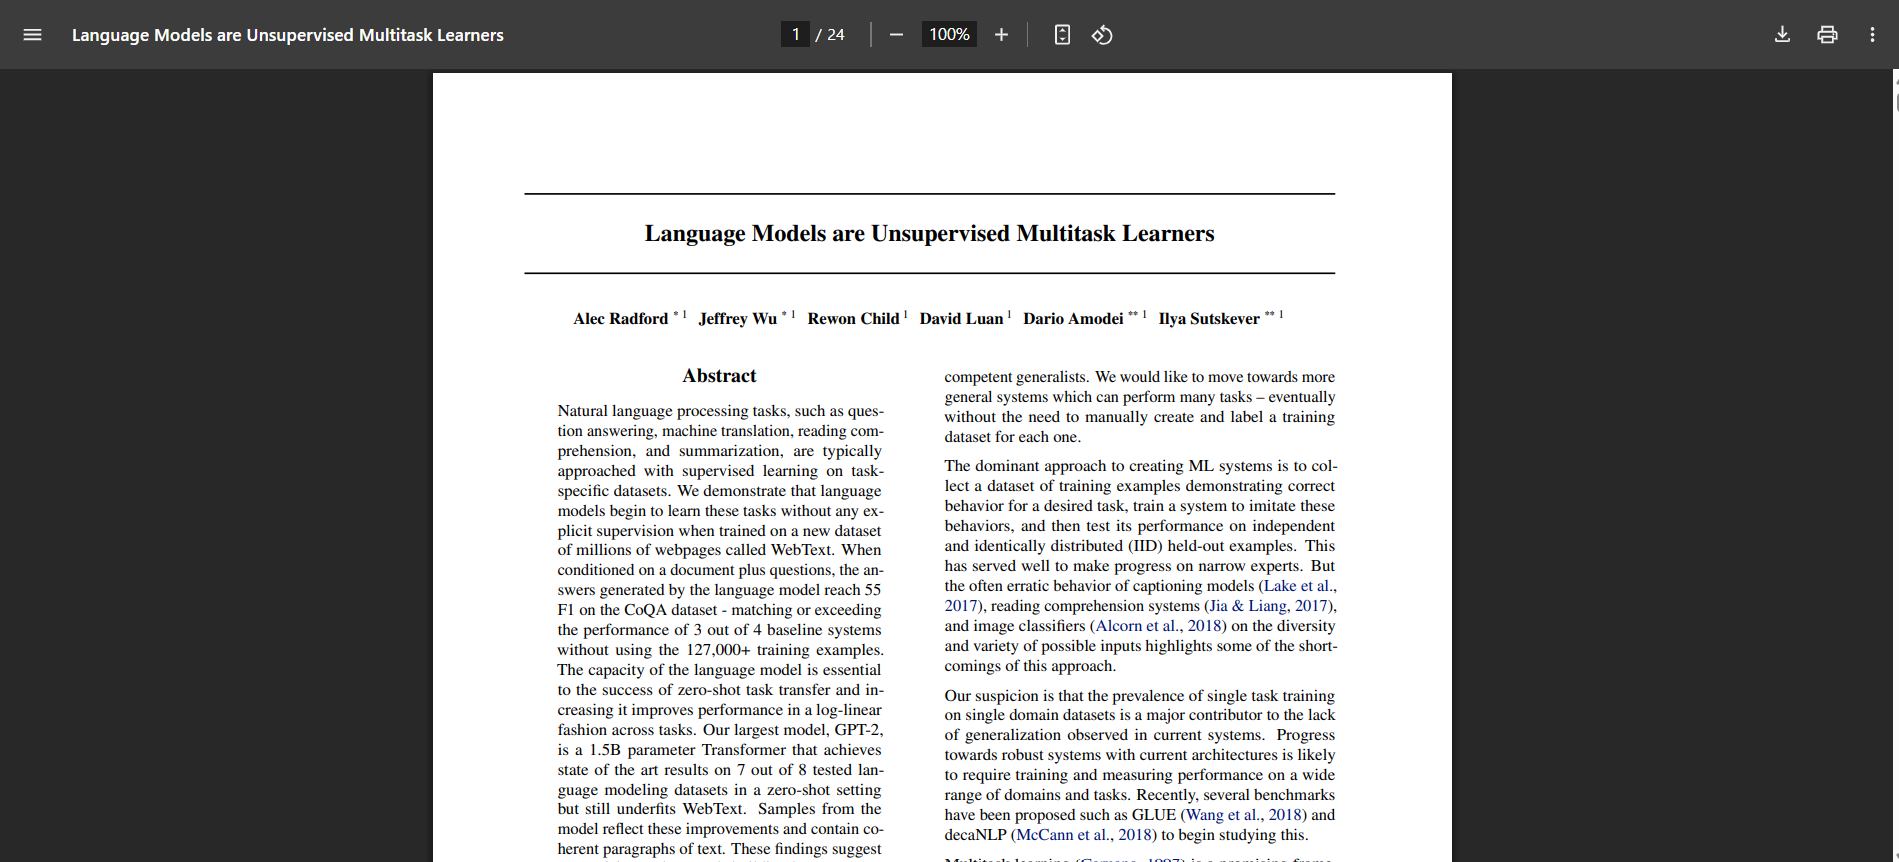 Language Models are Unsupervised Multitask Learners
1 / 24
100%
Language Models are Unsupervised Multitask Learners
Alec Radford * 1 Jeffrey Wu * 1 Rewon Child 1 David Luan 1 Dario Amodei ** 1 Ilya Sutskever ** 1
Abstract
Natural language processing tasks, such as ques-
tion answering, machine translation, reading com-
prehension, and summarization, are typically
approached with supervised learning on task-
specific datasets. We demonstrate that language
models begin to learn these tasks without any ex-
plicit supervision when trained on a new dataset
of millions of webpages called WebText. When
conditioned on a document plus questions, the an-
swers generated by the language model reach 55
F1 on the CoQA dataset - matching or exceeding
the performance of 3 out of 4 baseline systems
without using the 127,000+ training examples.
The capacity of the language model is essential
to the success of zero-shot task transfer and in-
creasing it improves performance in a log-linear
fashion across tasks. Our largest model, GPT-2,
is a 1.5B parameter Transformer that achieves
state of the art results on 7 out of 8 tested lan-
guage modeling datasets in a zero-shot setting
but still underfits WebText. Samples from the
model reflect these improvements and contain co-
herent paragraphs of text. These findings suggest
competent generalists. We would like to move towards more
general systems which can perform many tasks – eventually
without the need to manually create and label a training
dataset for each one.
The dominant approach to creating ML systems is to col-
lect a dataset of training examples demonstrating correct
behavior for a desired task, train a system to imitate these
behaviors, and then test its performance on independent
and identically distributed (IID) held-out examples. This
has served well to make progress on narrow experts. But
the often erratic behavior of captioning models (Lake et al.,
2017), reading comprehension systems (Jia & Liang, 2017),
and image classifiers (Alcorn et al., 2018) on the diversity
and variety of possible inputs highlights some of the short-
comings of this approach.
Our suspicion is that the prevalence of single task training
on single domain datasets is a major contributor to the lack
of generalization observed in current systems. Progress
towards robust systems with current architectures is likely
to require training and measuring performance on a wide
range of domains and tasks. Recently, several benchmarks
have been proposed such as GLUE (Wang et al., 2018) and
decaNLP (McCann et al., 2018) to begin studying this.